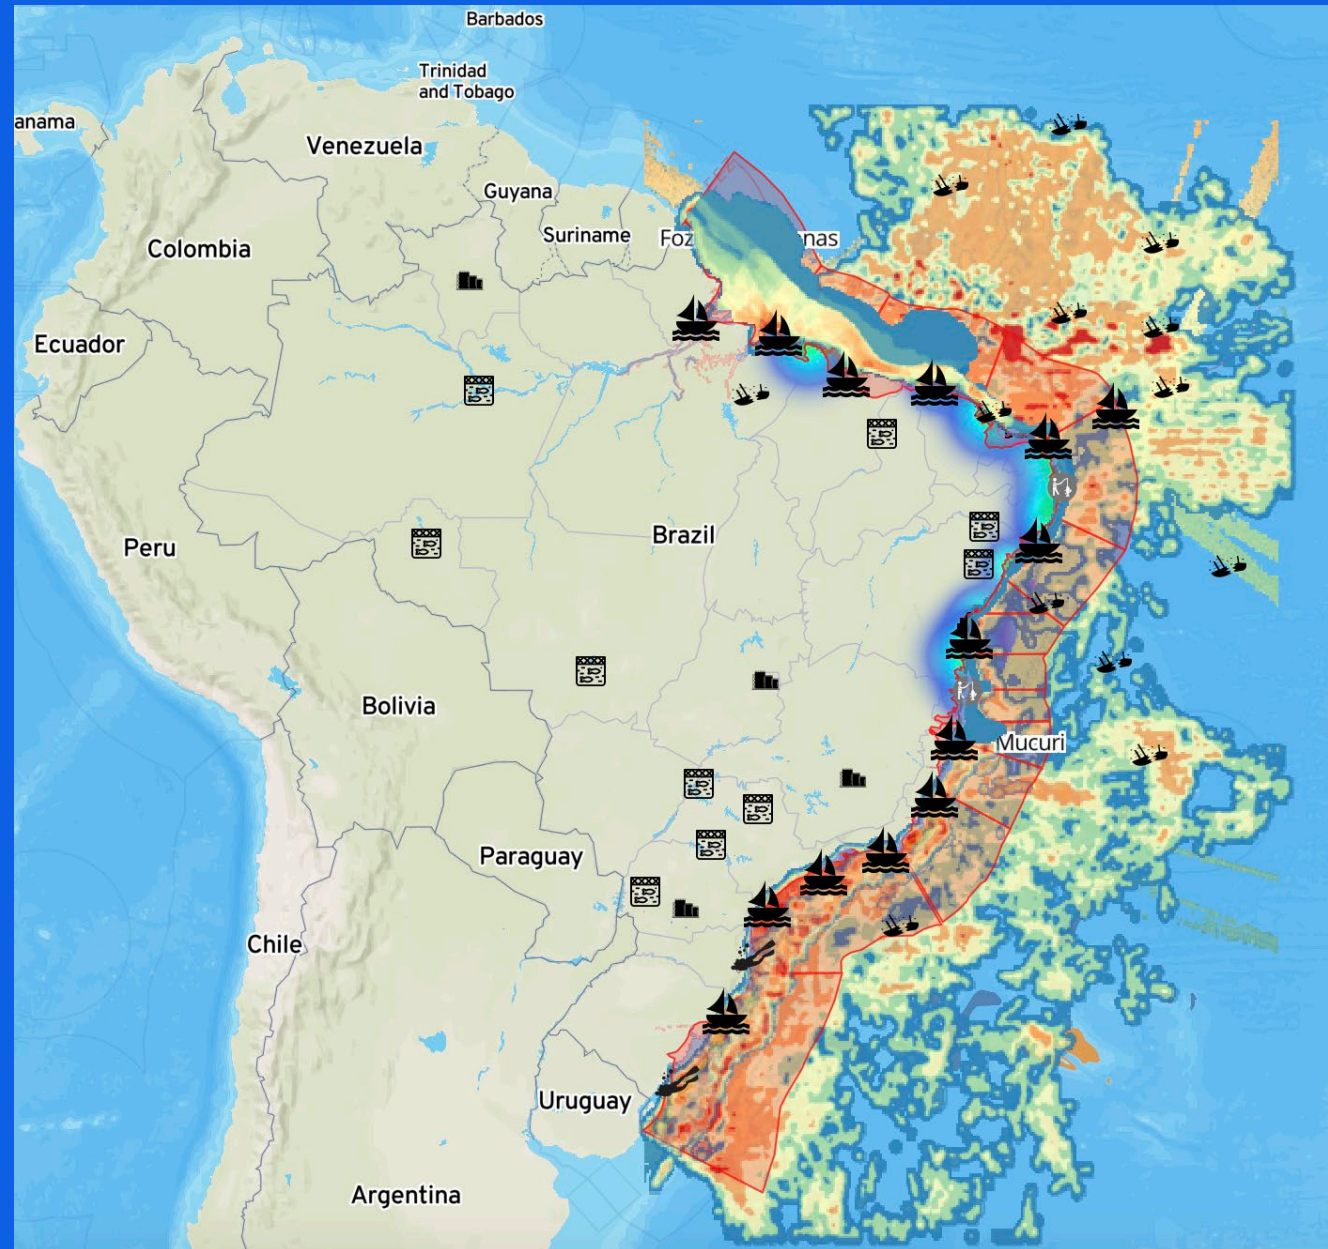 Barbados
Trinidad
and Tobago
anama
Venezuela
Guyana
Suriname
Foz
nas
Colombia
Ecuador
Peru
Brazil
Bolivia
Mucuri
Paraguay
Chile
Uruguay
Argentina